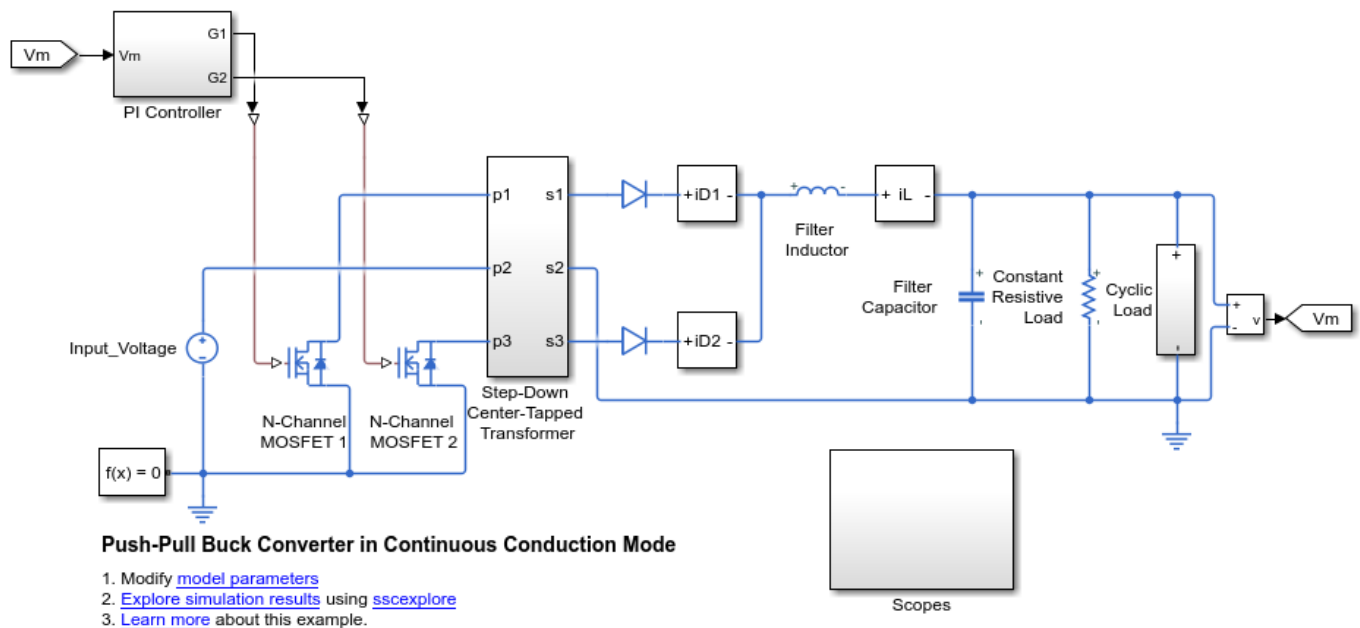 Vm
Vm
G1
G2
PI Controller
p1
p2
p3
s1
s2
s3
Step-Down
Center-Tapped
Transformer
+ iD1 -
+ iD2 -
+ -
Filter
Inductor
+ iL -
+
-
Filter
Capacitor
+
-
Constant
Resistive
Load
+
-
Cyclic
Load
+
-
v
Vm
+
-
Input_Voltage
N-Channel
MOSFET 1
N-Channel
MOSFET 2
f(x) = 0
Scopes
Push-Pull Buck Converter in Continuous Conduction Mode
1. Modify model parameters
2. Explore simulation results using sscexplore
3. Learn more about this example.